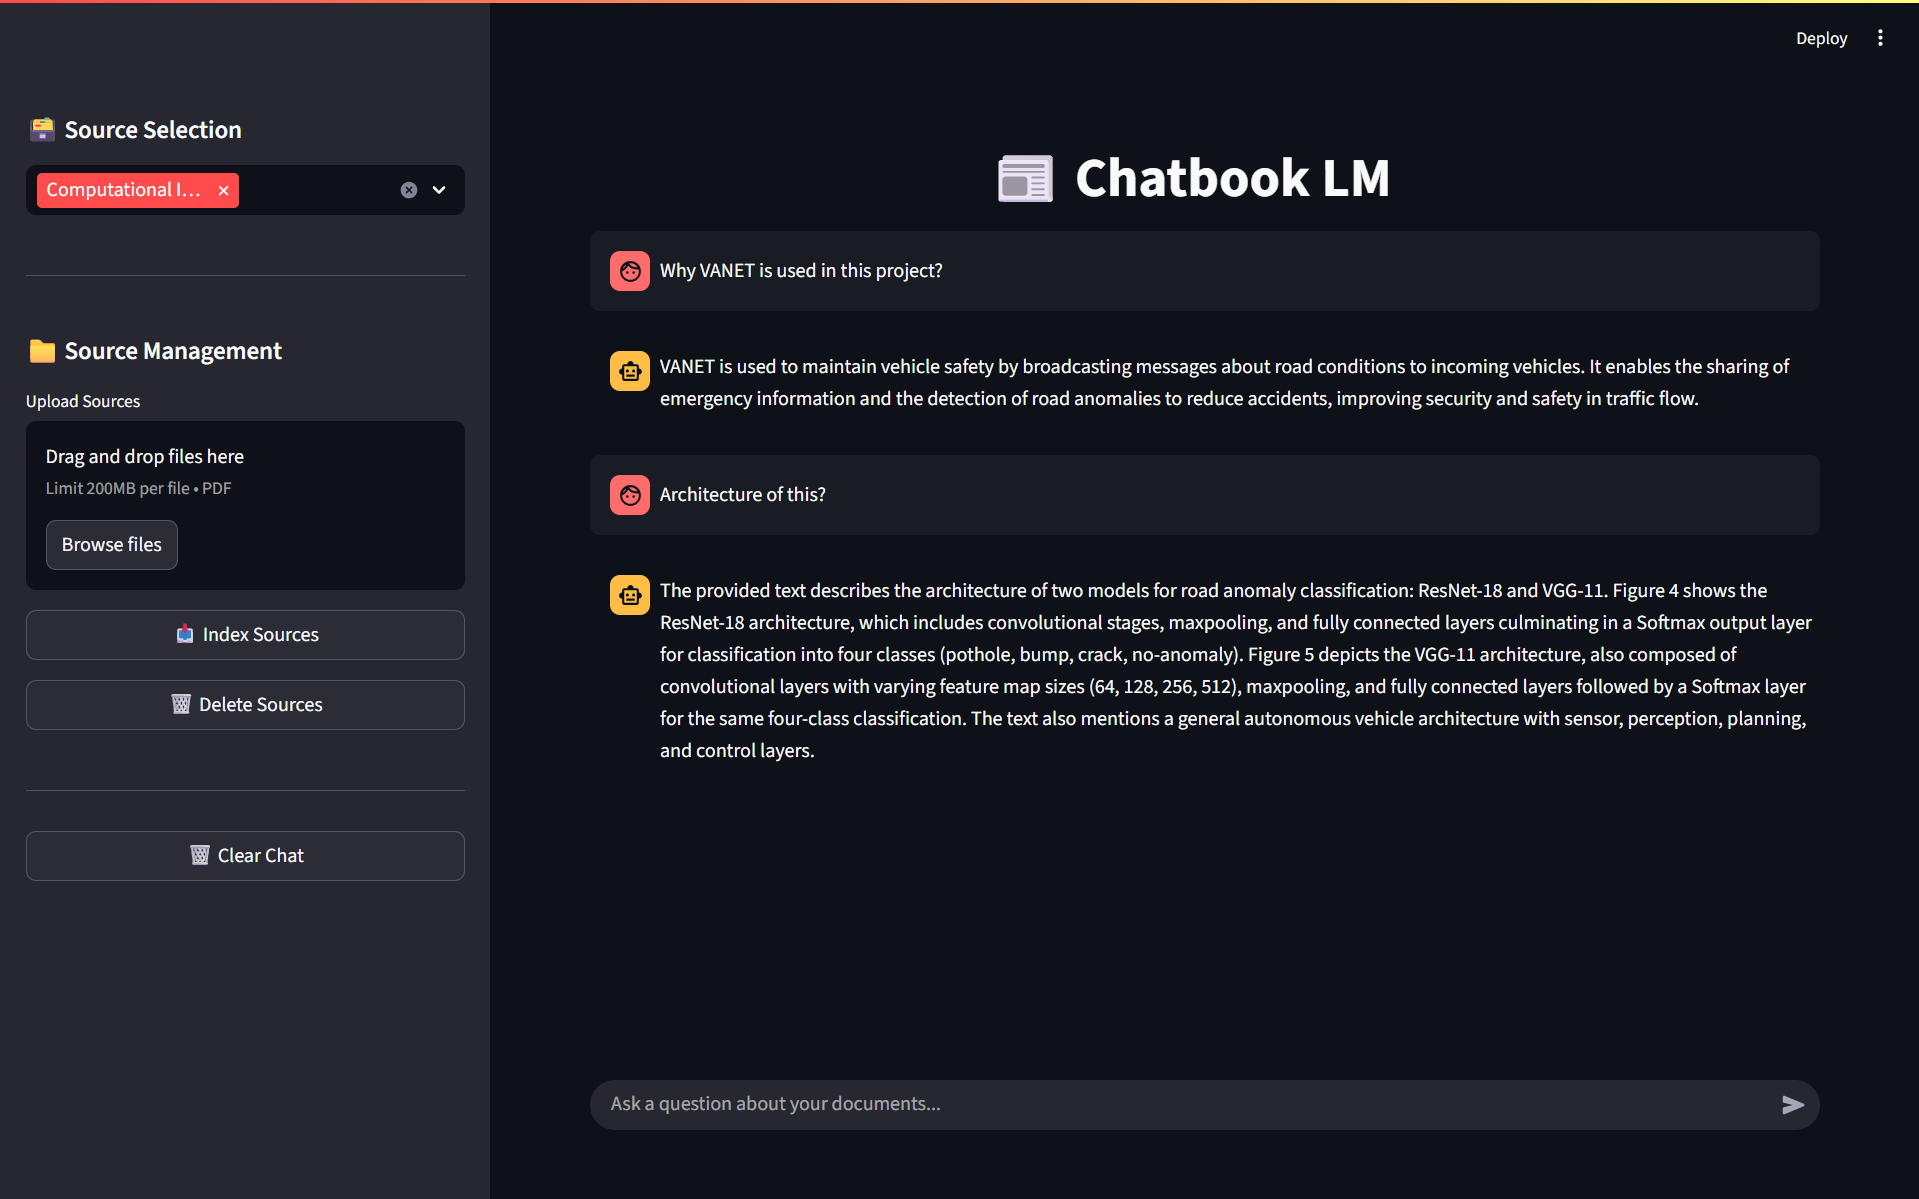 Deploy
Source Selection
Computational I...
Source Management
Upload Sources
Drag and drop files here
Limit 200MB per file • PDF
Browse files
Index Sources
Delete Sources
Clear Chat
Chatbook LM
Why VANET is used in this project?
VANET is used to maintain vehicle safety by broadcasting messages about road conditions to incoming vehicles. It enables the sharing of
emergency information and the detection of road anomalies to reduce accidents, improving security and safety in traffic flow.
Architecture of this?
The provided text describes the architecture of two models for road anomaly classification: ResNet-18 and VGG-11. Figure 4 shows the
ResNet-18 architecture, which includes convolutional stages, maxpooling, and fully connected layers culminating in a Softmax output layer
for classification into four classes (pothole, bump, crack, no-anomaly). Figure 5 depicts the VGG-11 architecture, also composed of
convolutional layers with varying feature map sizes (64, 128, 256, 512), maxpooling, and fully connected layers followed by a Softmax layer
for the same four-class classification. The text also mentions a general autonomous vehicle architecture with sensor, perception, planning,
and control layers.
Ask a question about your documents...